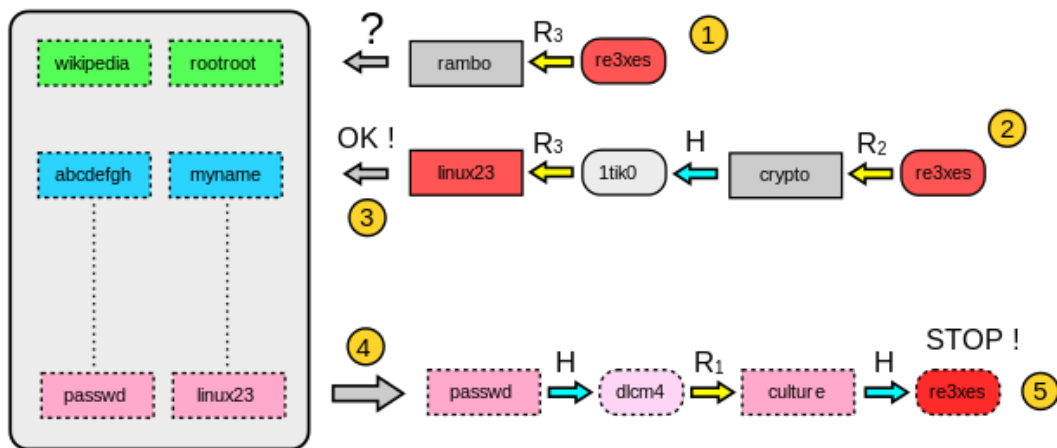 wikipedia rootroot
? rambo R3 re3xes 1
abcdefgh myname
OK ! linux23 R3 1tik0 H crypto R2 re3xes 2
3
passwd linux23
4 passwd H dlcm4 R1 culture H re3xes STOP ! 5